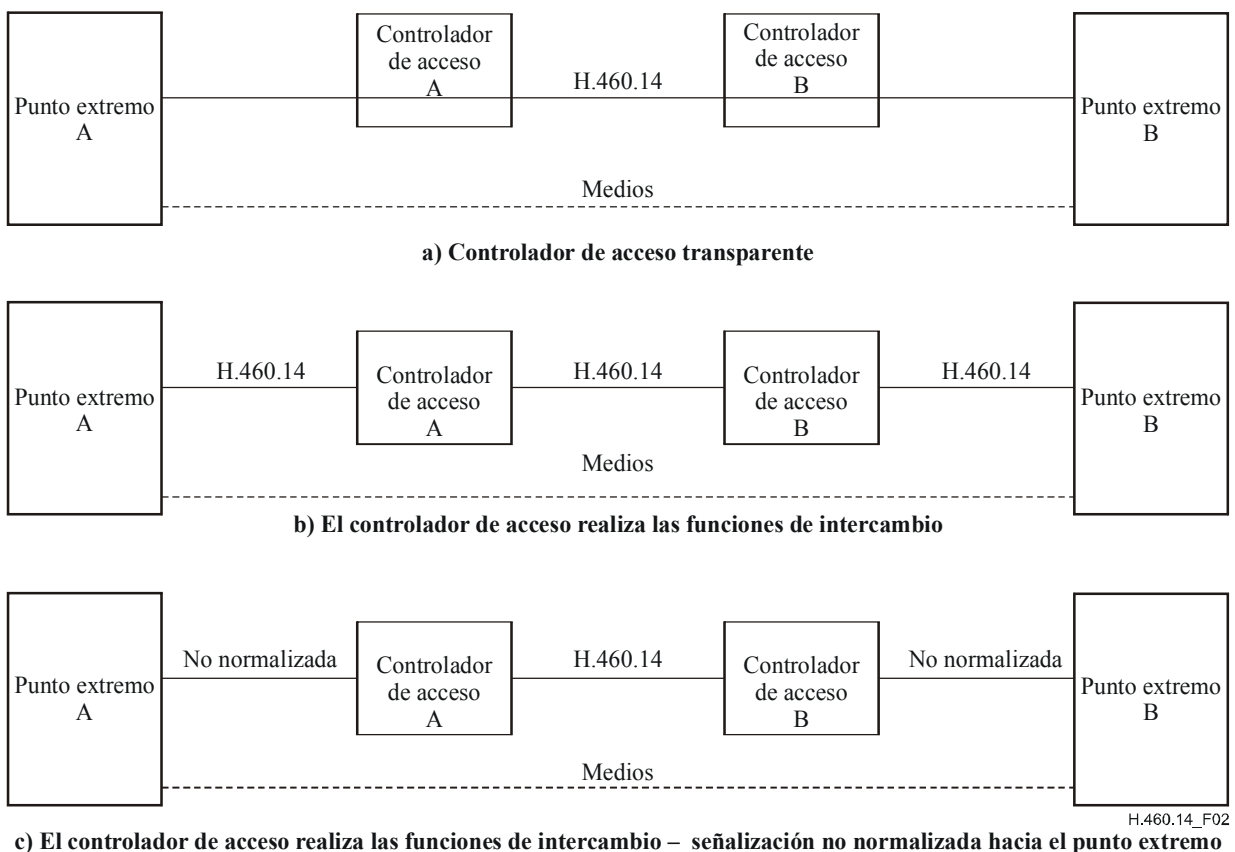 Punto extremo
A
Controlador
de acceso
A
H.460.14
Controlador
de acceso
B
Punto extremo
B
Medios
a) Controlador de acceso transparente
Punto extremo
A
H.460.14
Controlador
de acceso
A
H.460.14
Controlador
de acceso
B
H.460.14
Punto extremo
B
Medios
b) El controlador de acceso realiza las funciones de intercambio
Punto extremo
A
No normalizada
Controlador
de acceso
A
H.460.14
Controlador
de acceso
B
No normalizada
Punto extremo
B
Medios
H.460.14_F02
c) El controlador de acceso realiza las funciones de intercambio – señalización no normalizada hacia el punto extremo